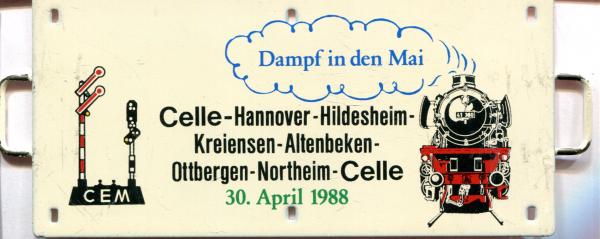 Dampf in den Mai
Celle-Hannover-Hildesheim-
Kreiensen-Altenbeken-
Ottbergen-Northeim-Celle
30. April 1988
CEM